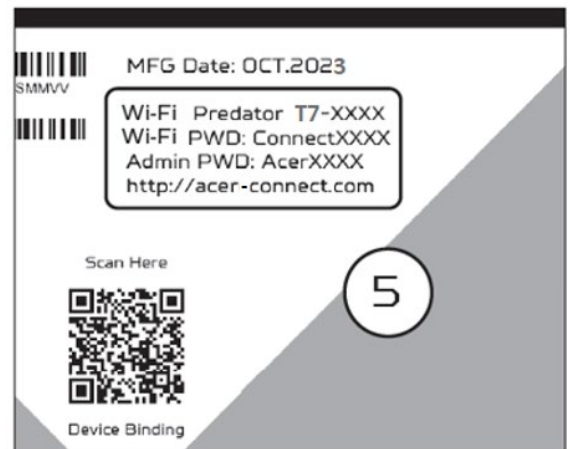 MFG Date: OCT.2023
SMMVV
Wi-Fi Predator T7-XXXX
Wi-Fi PWD: ConnectXXXX
Admin PWD: AcerXXXX
http://acer-connect.com
Scan Here
5
Device Binding